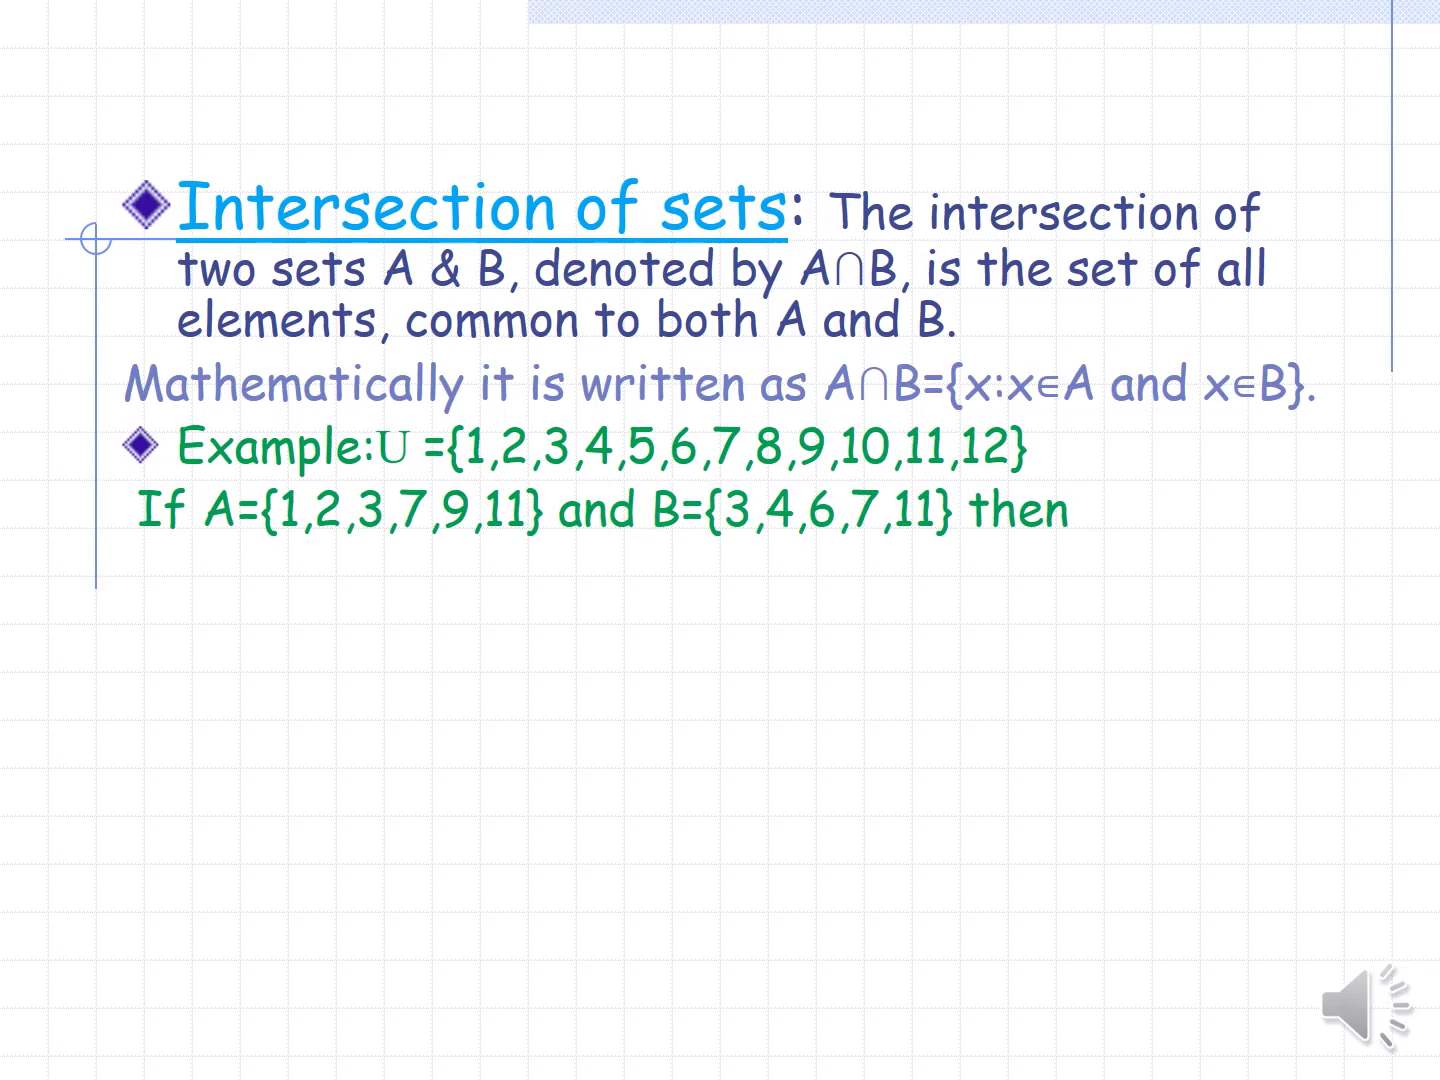 Intersection of sets: The intersection of
two sets A & B, denoted by A∩B, is the set of all
elements, common to both A and B.
Mathematically it is written as A∩B={x:x∈A and x∈B}.
Example:U ={1,2,3,4,5,6,7,8,9,10,11,12}
If A={1,2,3,7,9,11} and B={3,4,6,7,11} then